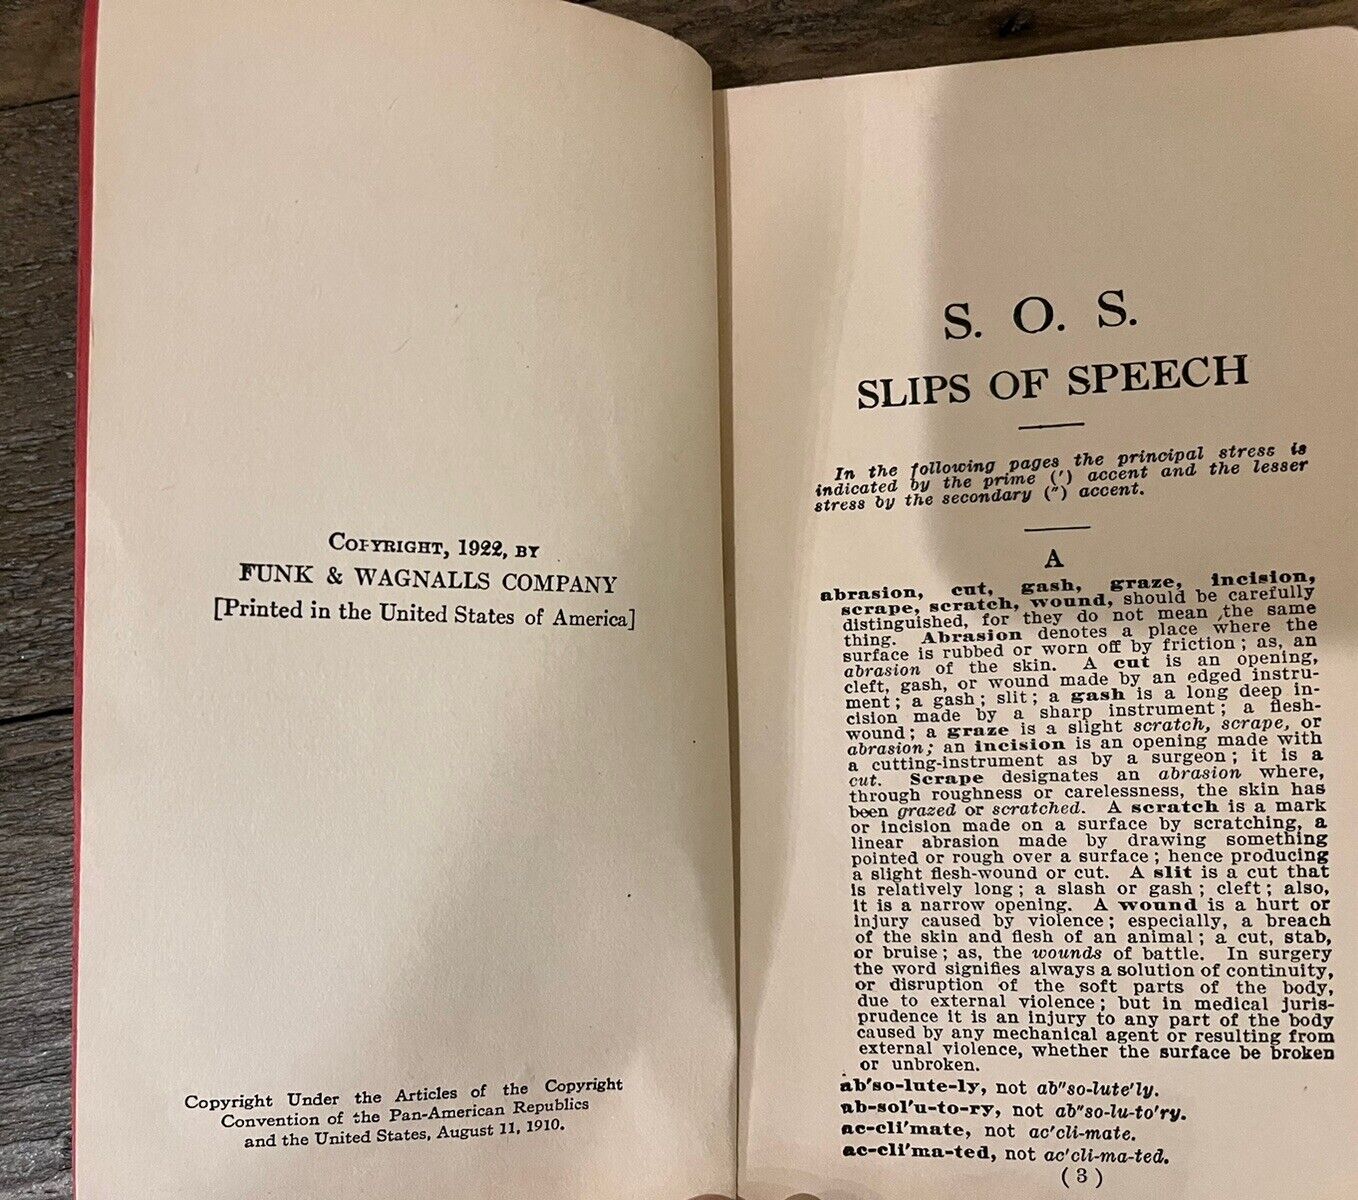 COPYRIGHT, 1922, BY
FUNK & WAGNALLS COMPANY
[Printed in the United States of America]
Copyright Under the Articles of the Copyright
Convention of the Pan-American Republics
and the United States, August 11, 1910.
S. O. S.
SLIPS OF SPEECH
In the following pages the principal stress is
indicated by the prime (′) accent and the lesser
stress by the secondary (″) accent.
A
abrasion, cut, gash, graze, incision,
scrape, scratch, wound, should be carefully
distinguished, for they do not mean the same
thing. Abrasion denotes a place where the
surface is rubbed or worn off by friction; as, an
abrasion of the skin. A cut is an opening,
cleft, gash, or wound made by an edged instru-
ment; a gash; slit; a gash is a long deep in-
cision made by a sharp instrument; a flesh-
wound; a graze is a slight scratch, scrape, or
abrasion; an incision is an opening made with
a cutting-instrument as by a surgeon; it is a
cut. Scrape designates an abrasion where,
through roughness or carelessness, the skin has
been grazed or scratched. A scratch is a mark
or incision made on a surface by scratching, a
linear abrasion made by drawing something
pointed or rough over a surface; hence producing
a slight flesh-wound or cut. A slit is a cut that
is relatively long; a slash or gash; cleft; also,
it is a narrow opening. A wound is a hurt or
injury caused by violence; especially, a breach
of the skin and flesh of an animal; a cut, stab,
or bruise; as, the wounds of battle. In surgery
the word signifies always a solution of continuity,
or disruption of the soft parts of the body,
due to external violence; but in medical juris-
prudence it is an injury to any part of the body
caused by any mechanical agent or resulting from
external violence, whether the surface be broken
or unbroken.
ab′so-lute-ly, not ab″so-lute′ly.
ab-sol′u-to-ry, not ab″so-lu-to′ry.
ac-cli′mate, not ac′cli-mate.
ac-cli′ma-ted, not ac′cli-ma-ted.
(3)